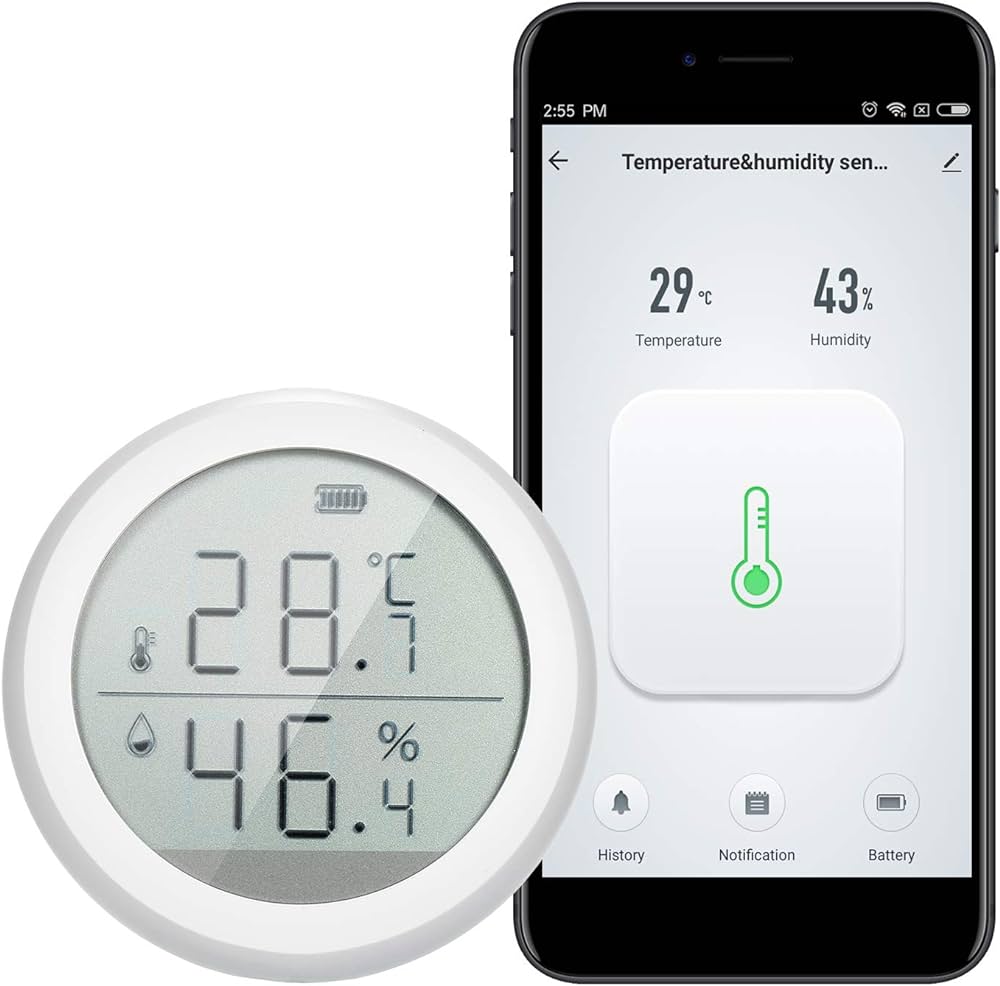 2:55 PM
Temperature&humidity sen...
29 °C
43%
Temperature
Humidity
28.7 °C
46.4 %
History
Notification
Battery